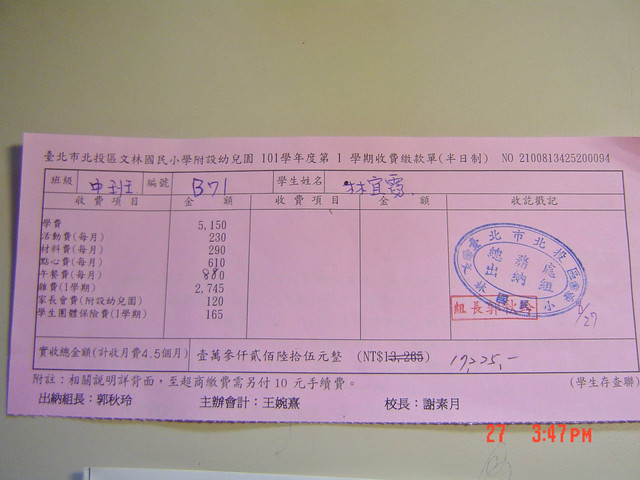 臺北市北投區文林國民小學附設幼兒園 101學年度第 1 學期收費繳款單(半日制) NO 2100813425200094
班級 中班 編號 B71 學生姓名 林宜霈
收費項目 金額 收費項目 金額 收訖戳記
學費 5,150
活動費(每月) 230
材料費(每月) 290
點心費(每月) 610
午餐費(每月) 880
雜費(1學期) 2,745
家長會費(附設幼兒園) 120
學生團體保險費(1學期) 165
臺北市北投區文林國民小學
總務處
出納組
組長郭秋玲
8/27
實收總金額(計收月費4.5個月) 壹萬參仟貳佰陸拾伍元整 (NT$13,285) 17225,-
附註:相關說明詳背面,至超商繳費需另付 10 元手續費。 (學生存查聯)
出納組長:郭秋玲 主辦會計:王婉熹 校長:謝素月
27 3:47PM